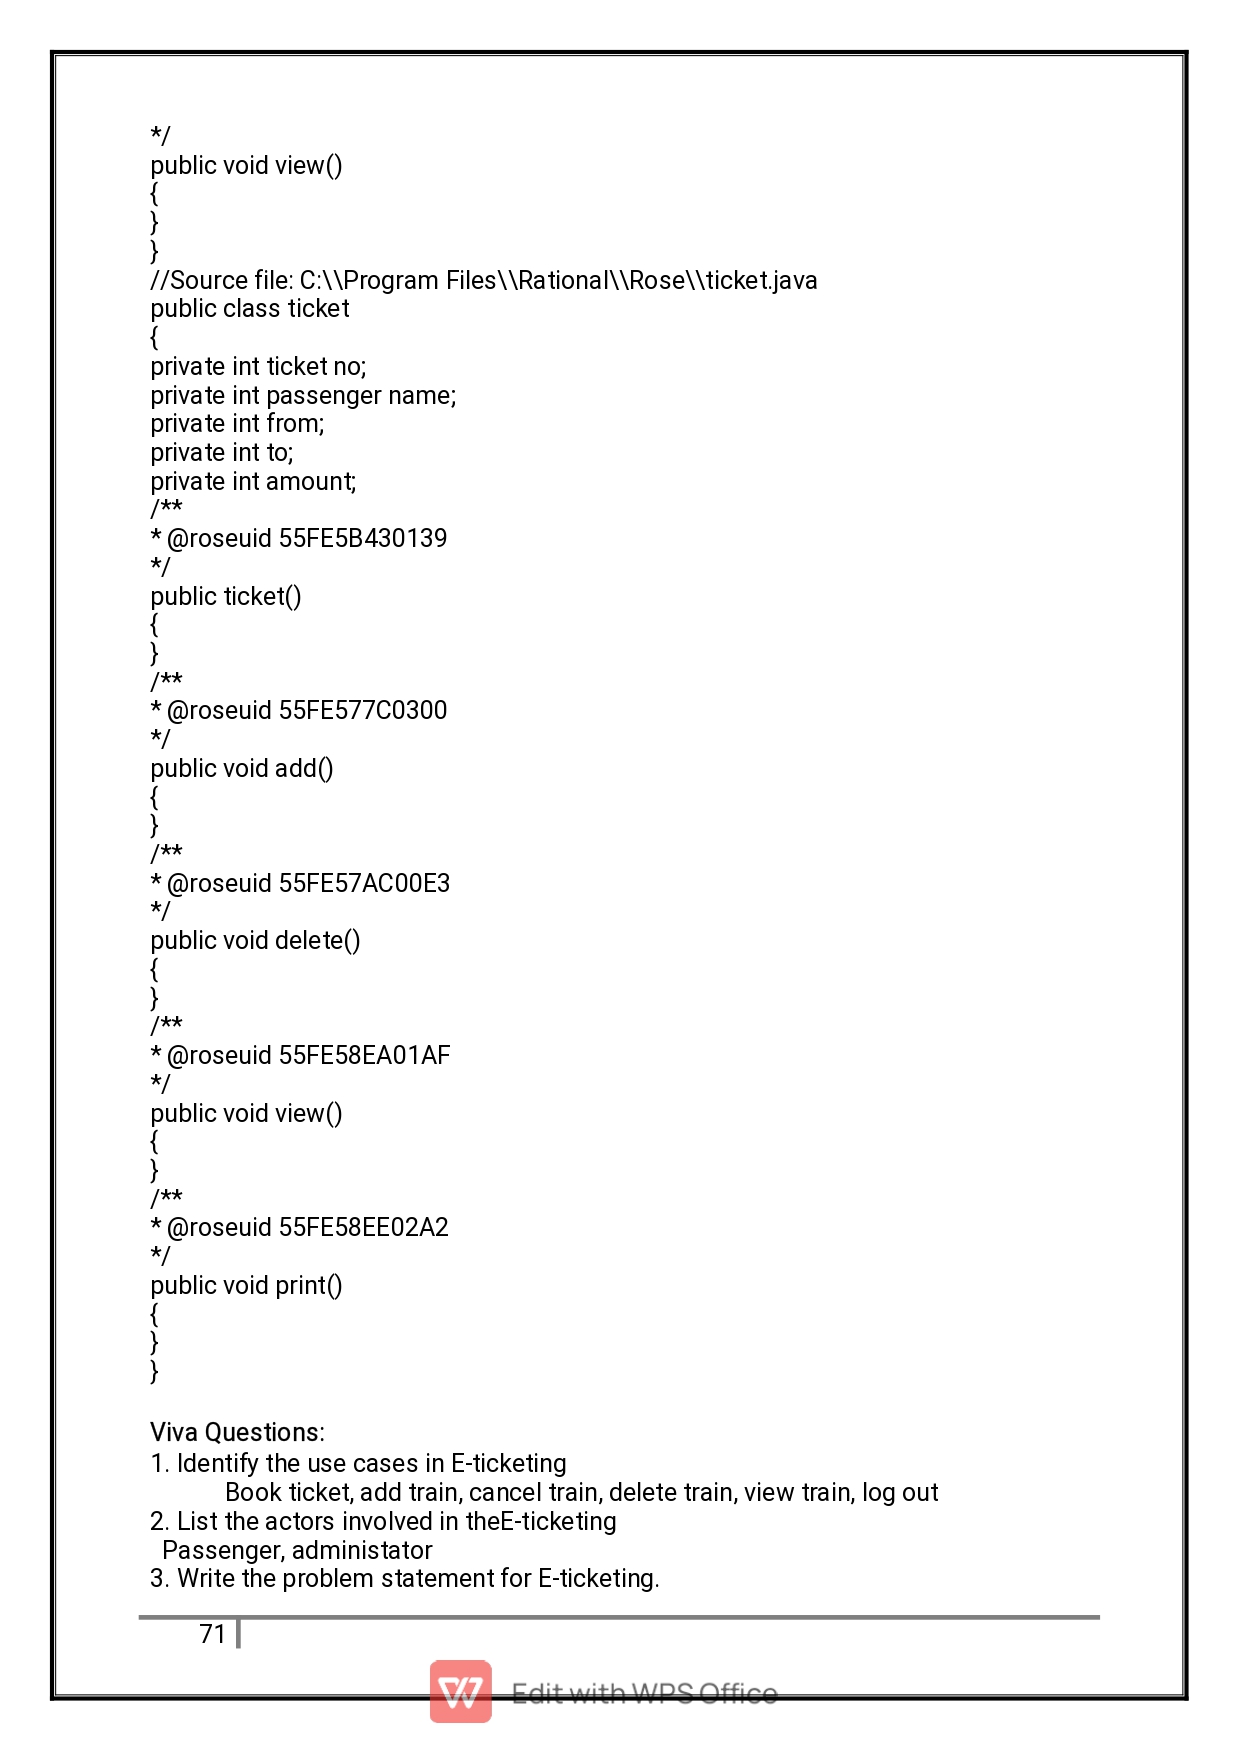 */
public void view()
{
}
}
//Source file: C:\\Program Files\\Rational\\Rose\\ticket.java
public class ticket
{
private int ticket no;
private int passenger name;
private int from;
private int to;
private int amount;
/**
* @roseuid 55FE5B430139
*/
public ticket()
{
}
/**
* @roseuid 55FE577C0300
*/
public void add()
{
}
/**
* @roseuid 55FE57AC00E3
*/
public void delete()
{
}
/**
* @roseuid 55FE58EA01AF
*/
public void view()
{
}
/**
* @roseuid 55FE58EE02A2
*/
public void print()
{
}
}
Viva Questions:
1. Identify the use cases in E-ticketing
Book ticket, add train, cancel train, delete train, view train, log out
2. List the actors involved in theE-ticketing
Passenger, administator
3. Write the problem statement for E-ticketing.
71
Edit with WPS Office